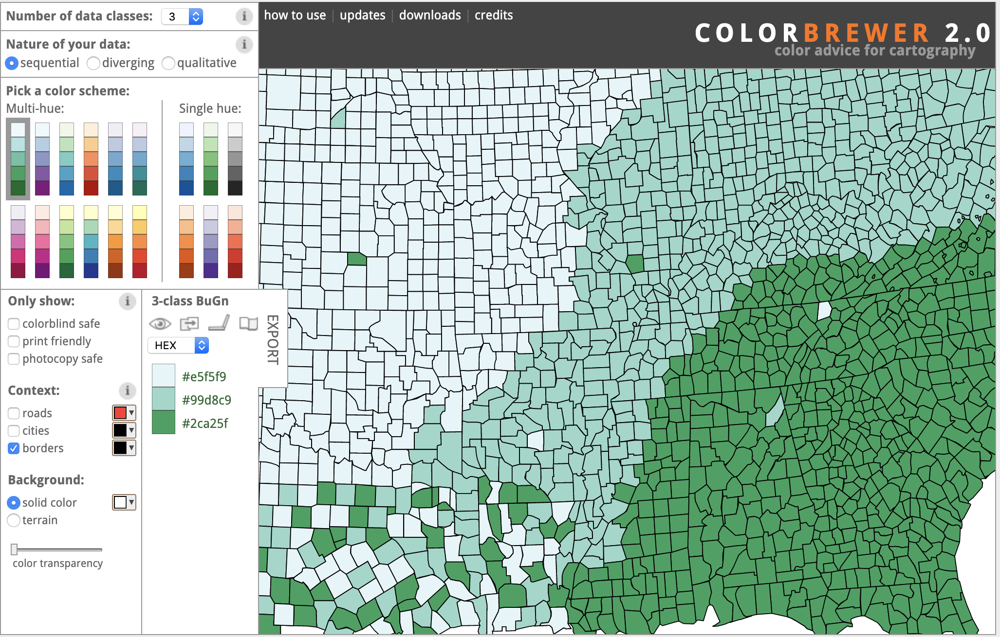 Number of data classes: 3
how to use | updates | downloads | credits
COLORBREWER 2.0
color advice for cartography
Nature of your data:
sequential diverging qualitative
Pick a color scheme:
Multi-hue: Single hue:
Only show:
colorblind safe
print friendly
photocopy safe
Context:
roads
cities
borders
Background:
solid color
terrain
color transparency
3-class BuGn
EXPORT
HEX
#e5f5f9
#99d8c9
#2ca25f